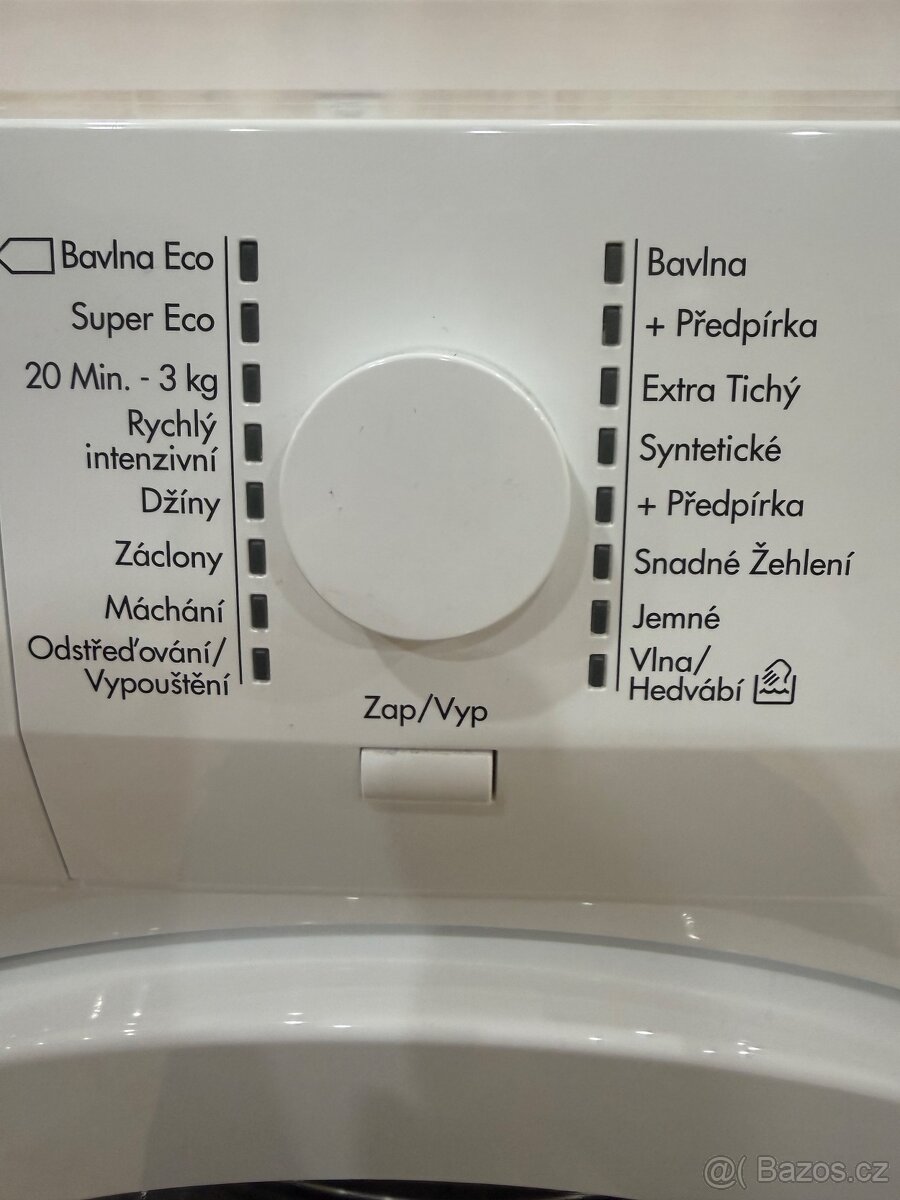 Bavlna Eco
Super Eco
20 Min. - 3 kg
Rychlý
intenzivní
Džíny
Záclony
Máchání
Odstřeďování/
Vypouštění
Bavlna
+ Předpírka
Extra Tichý
Syntetické
+ Předpírka
Snadné Žehlení
Jemné
Vlna/
Hedvábí
Zap/Vyp
@( Bazos.cz